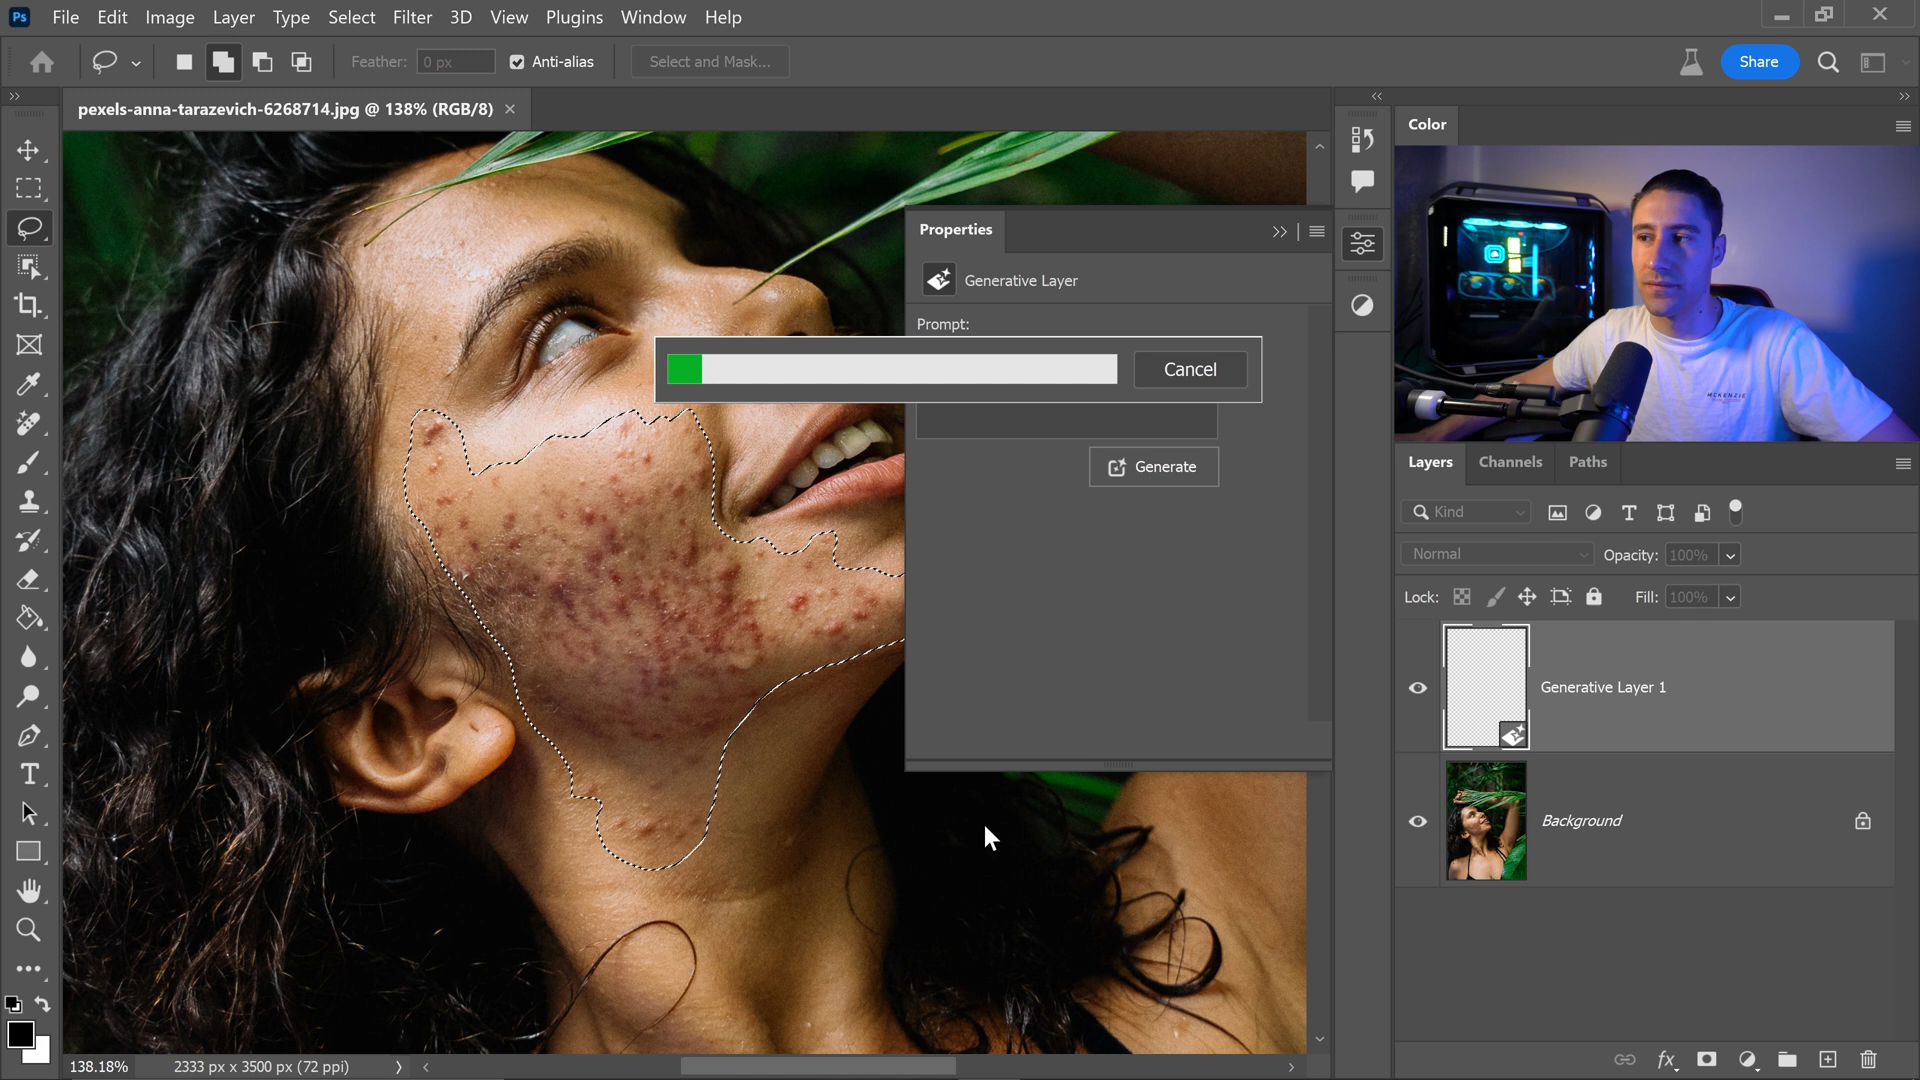 Ps File Edit Image Layer Type Select Filter 3D View Plugins Window Help
Feather: 0 px Anti-alias Select and Mask... Share
pexels-anna-tarazevich-6268714.jpg @ 138% (RGB/8)
Color
Properties
Generative Layer
Prompt:
Cancel
Generate
MCKENZIE
Layers Channels Paths
Kind
Normal Opacity: 100%
Lock: Fill: 100%
Generative Layer 1
Background
138.18% 2333 px x 3500 px (72 ppi)
fx